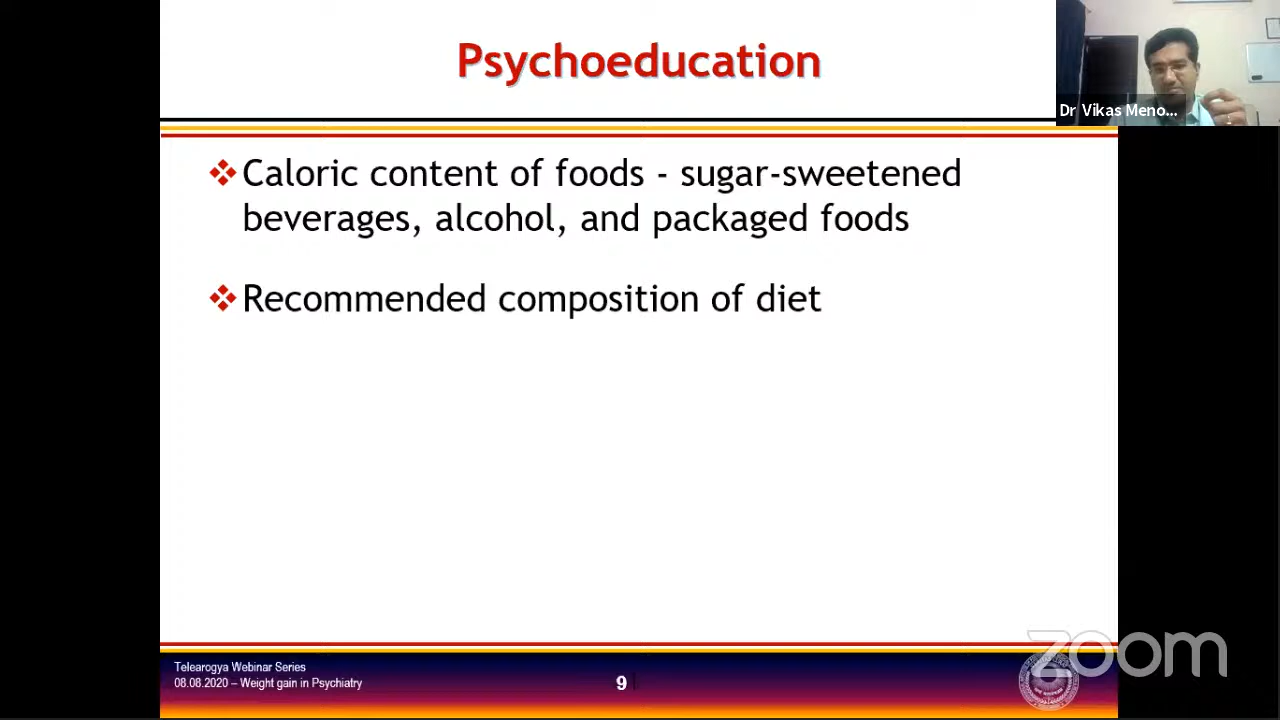 Psychoeducation
Dr Vikas Meno...
❖ Caloric content of foods - sugar-sweetened
beverages, alcohol, and packaged foods
❖ Recommended composition of diet
Telearogya Webinar Series
08.08.2020 – Weight gain in Psychiatry
9
zoom